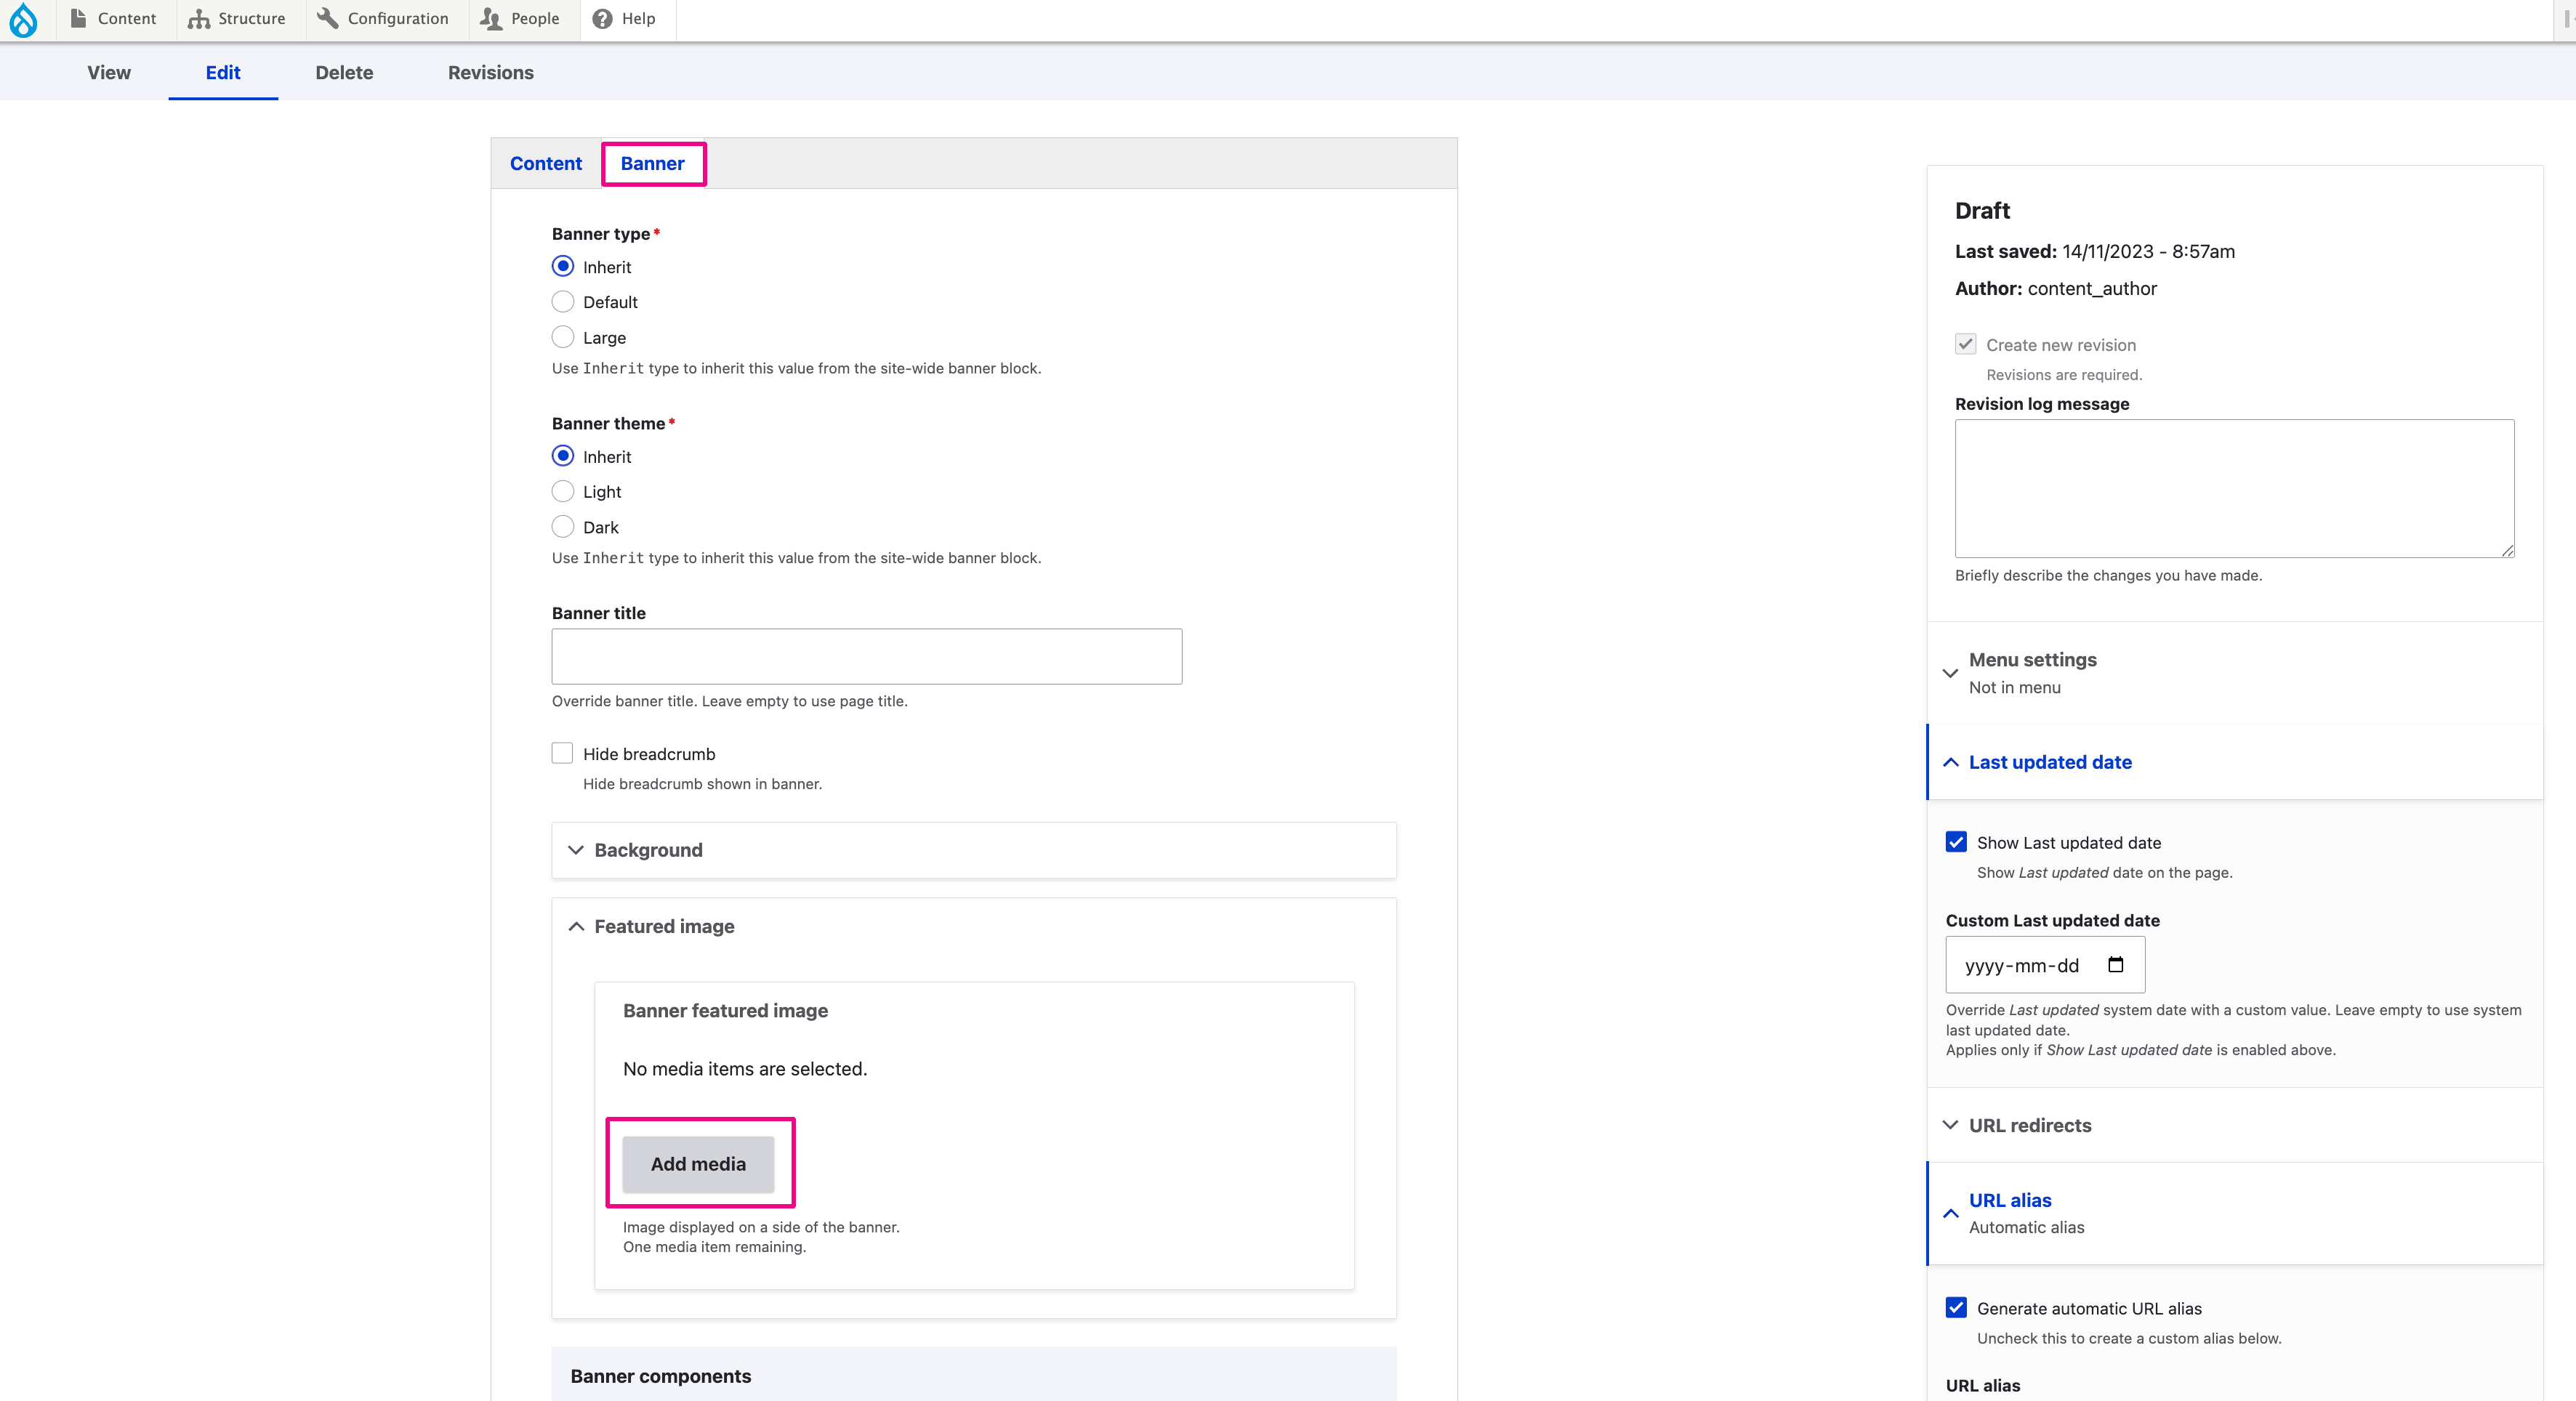 Content
Structure
Configuration
People
Help
View
Edit
Delete
Revisions
Content
Banner
Banner type*
Inherit
Default
Large
Use Inherit type to inherit this value from the site-wide banner block.
Banner theme*
Inherit
Light
Dark
Use Inherit type to inherit this value from the site-wide banner block.
Banner title
Override banner title. Leave empty to use page title.
Hide breadcrumb
Hide breadcrumb shown in banner.
Background
Featured image
Banner featured image
No media items are selected.
Add media
Image displayed on a side of the banner.
One media item remaining.
Banner components
Draft
Last saved: 14/11/2023 - 8:57am
Author: content_author
Create new revision
Revisions are required.
Revision log message
Briefly describe the changes you have made.
Menu settings
Not in menu
Last updated date
Show Last updated date
Show Last updated date on the page.
Custom Last updated date
yyyy-mm-dd
Override Last updated system date with a custom value. Leave empty to use system
last updated date.
Applies only if Show Last updated date is enabled above.
URL redirects
URL alias
Automatic alias
Generate automatic URL alias
Uncheck this to create a custom alias below.
URL alias